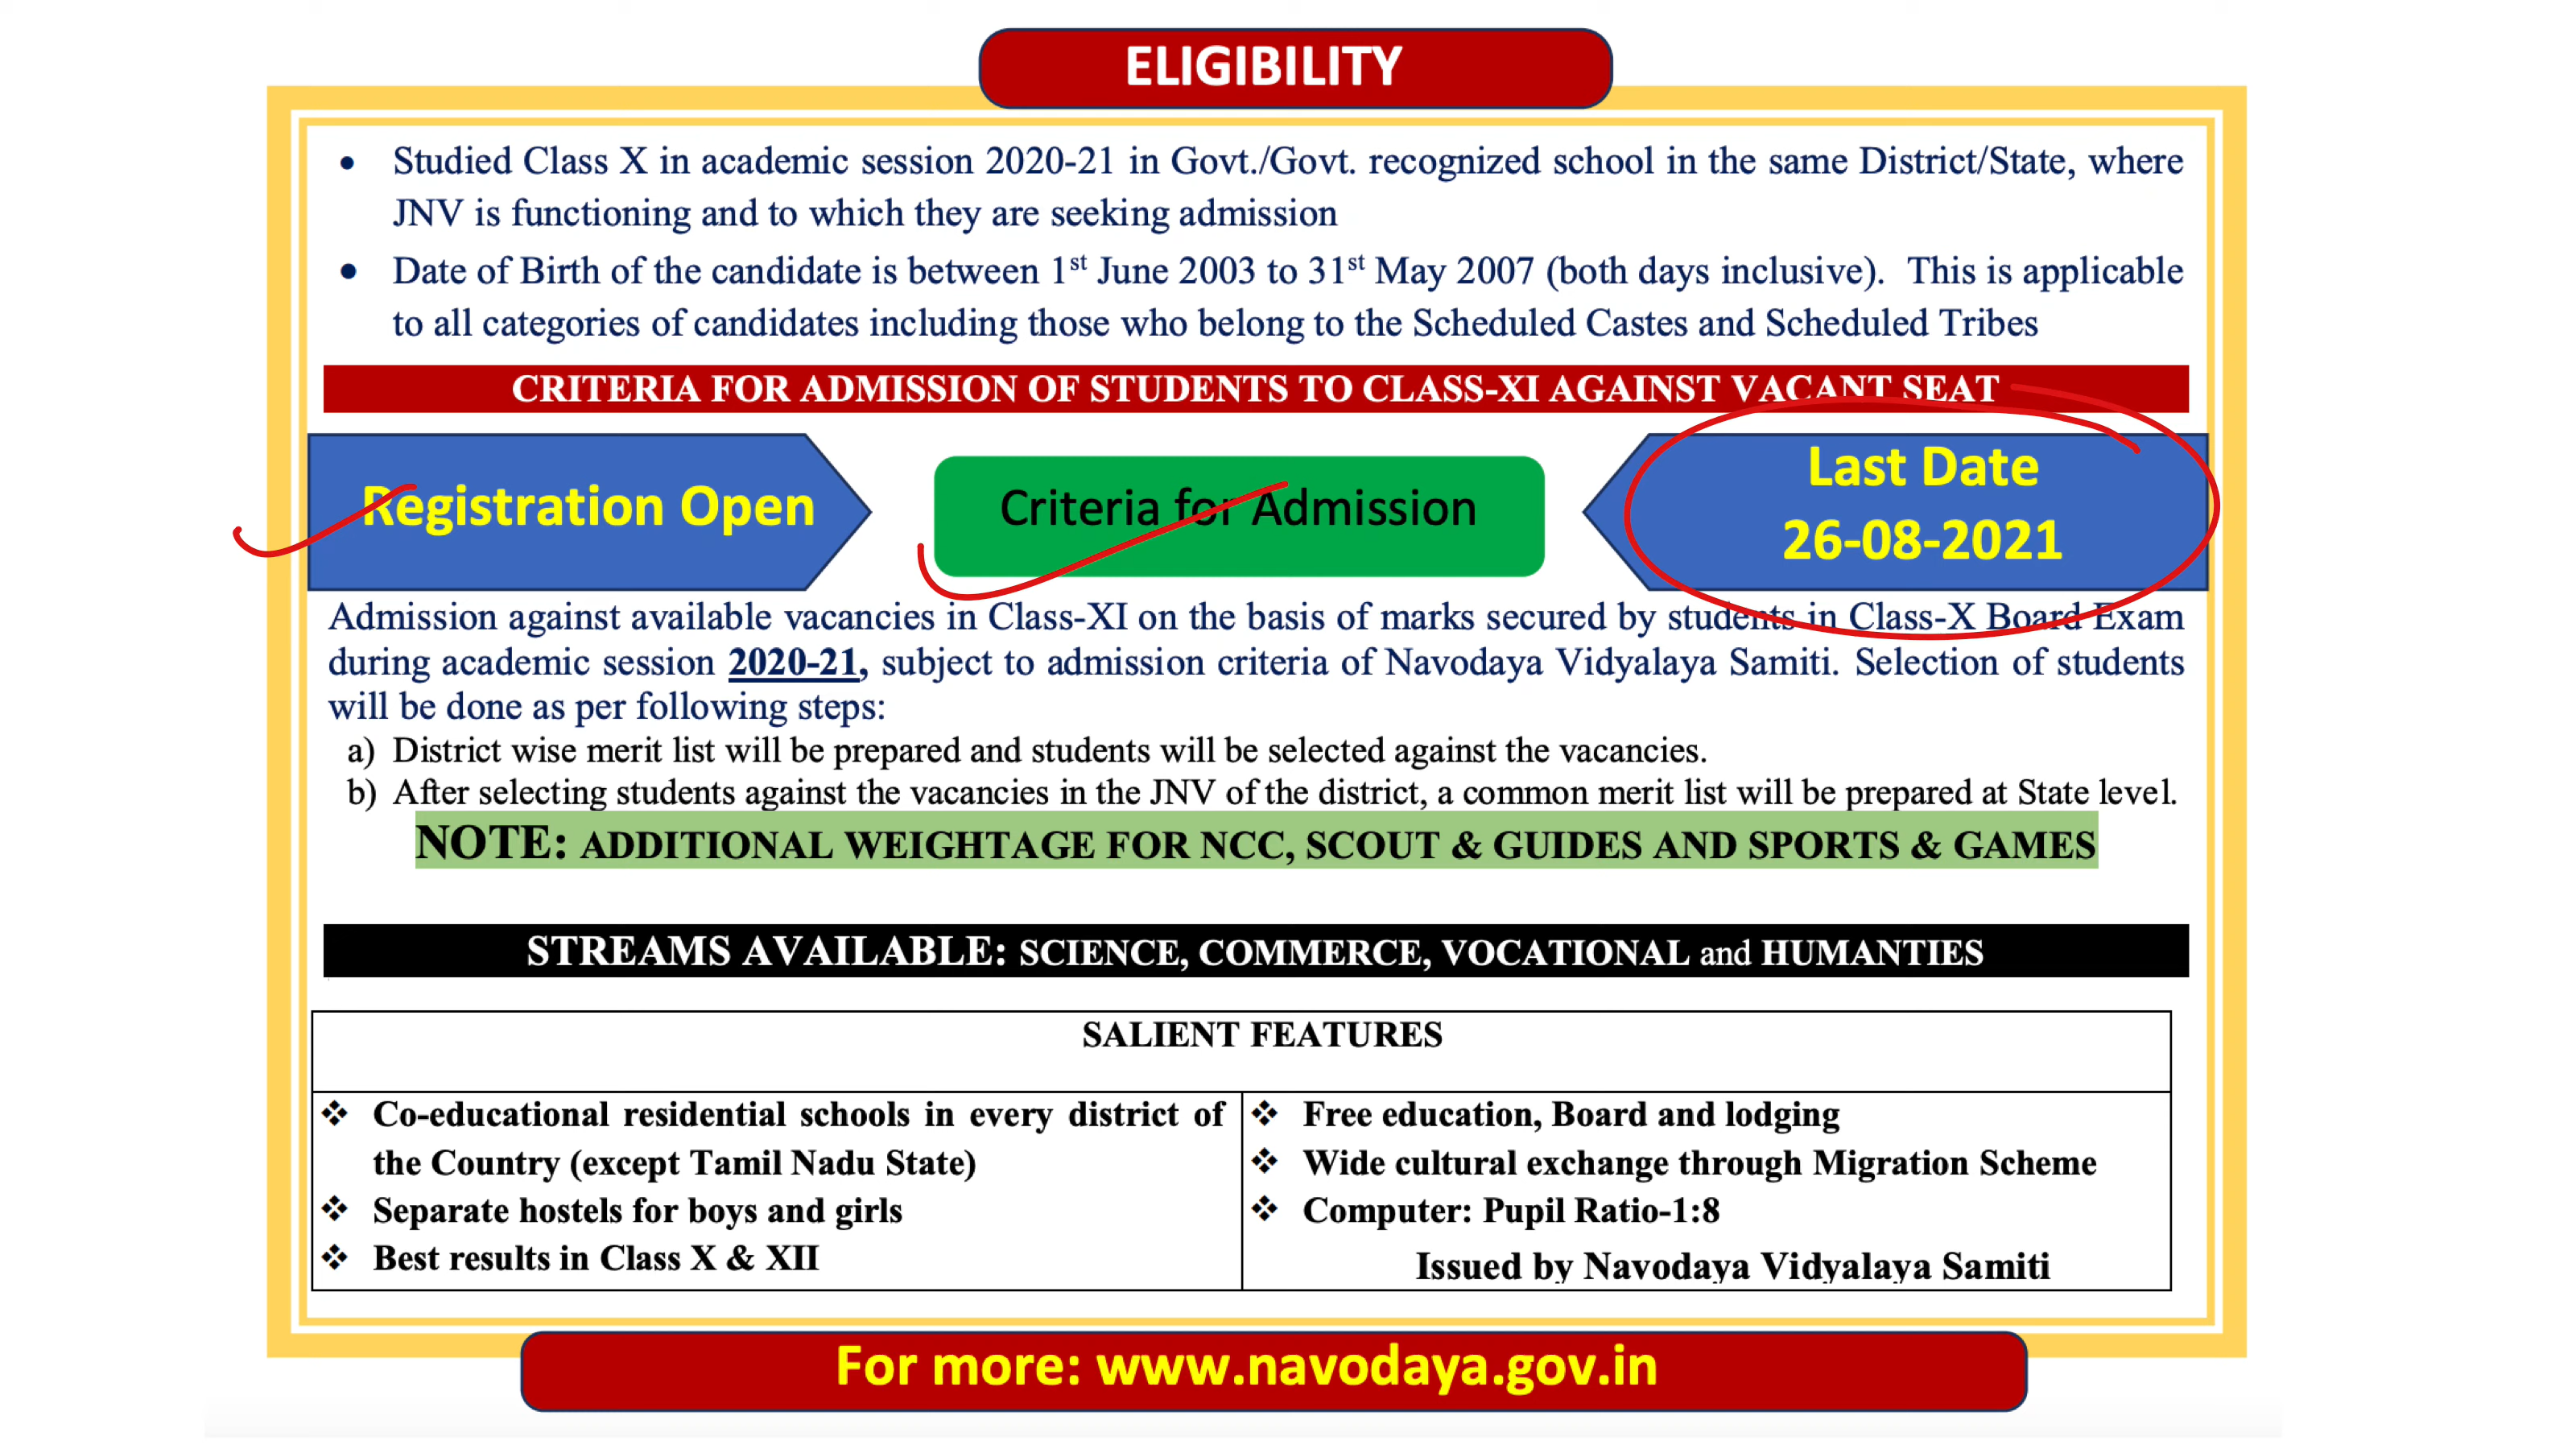 ELIGIBILITY
• Studied Class X in academic session 2020-21 in Govt./Govt. recognized school in the same District/State, where
JNV is functioning and to which they are seeking admission
• Date of Birth of the candidate is between 1st June 2003 to 31st May 2007 (both days inclusive). This is applicable
to all categories of candidates including those who belong to the Scheduled Castes and Scheduled Tribes
CRITERIA FOR ADMISSION OF STUDENTS TO CLASS-XI AGAINST VACANT SEAT
Registration Open
Criteria for Admission
Last Date
26-08-2021
Admission against available vacancies in Class-XI on the basis of marks secured by students in Class-X Board Exam
during academic session 2020-21, subject to admission criteria of Navodaya Vidyalaya Samiti. Selection of students
will be done as per following steps:
a) District wise merit list will be prepared and students will be selected against the vacancies.
b) After selecting students against the vacancies in the JNV of the district, a common merit list will be prepared at State level.
NOTE: ADDITIONAL WEIGHTAGE FOR NCC, SCOUT & GUIDES AND SPORTS & GAMES
STREAMS AVAILABLE: SCIENCE, COMMERCE, VOCATIONAL and HUMANTIES
SALIENT FEATURES
❖ Co-educational residential schools in every district of
the Country (except Tamil Nadu State)
❖ Separate hostels for boys and girls
❖ Best results in Class X & XII
❖ Free education, Board and lodging
❖ Wide cultural exchange through Migration Scheme
❖ Computer: Pupil Ratio-1:8
Issued by Navodaya Vidyalaya Samiti
For more: www.navodaya.gov.in